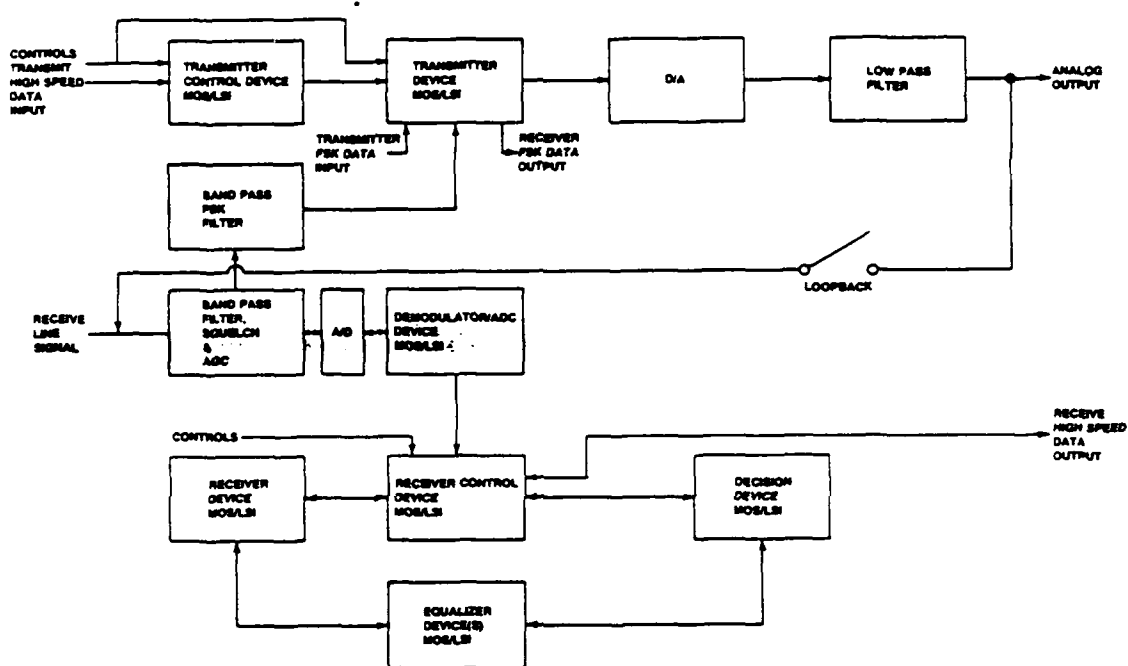 CONTROLS
TRANSMIT
HIGH SPEED
DATA
INPUT
TRANSMITTER
CONTROL DEVICE
MOS/LSI
TRANSMITTER
DEVICE
MOS/LSI
D/A
LOW PASS
FILTER
ANALOG
OUTPUT
TRANSMITTER
FSK DATA
INPUT
RECEIVER
FSK DATA
OUTPUT
BAND PASS
FSK
FILTER
LOOPBACK
RECEIVE
LINE
SIGNAL
BAND PASS
FILTER,
SQUELCH
&
AGC
A/D
DEMODULATOR/AGC
DEVICE
MOS/LSI
CONTROLS
RECEIVE
HIGH SPEED
DATA
OUTPUT
RECEIVER
DEVICE
MOS/LSI
RECEIVER CONTROL
DEVICE
MOS/LSI
DECISION
DEVICE
MOS/LSI
EQUALIZER
DEVICE(S)
MOS/LSI